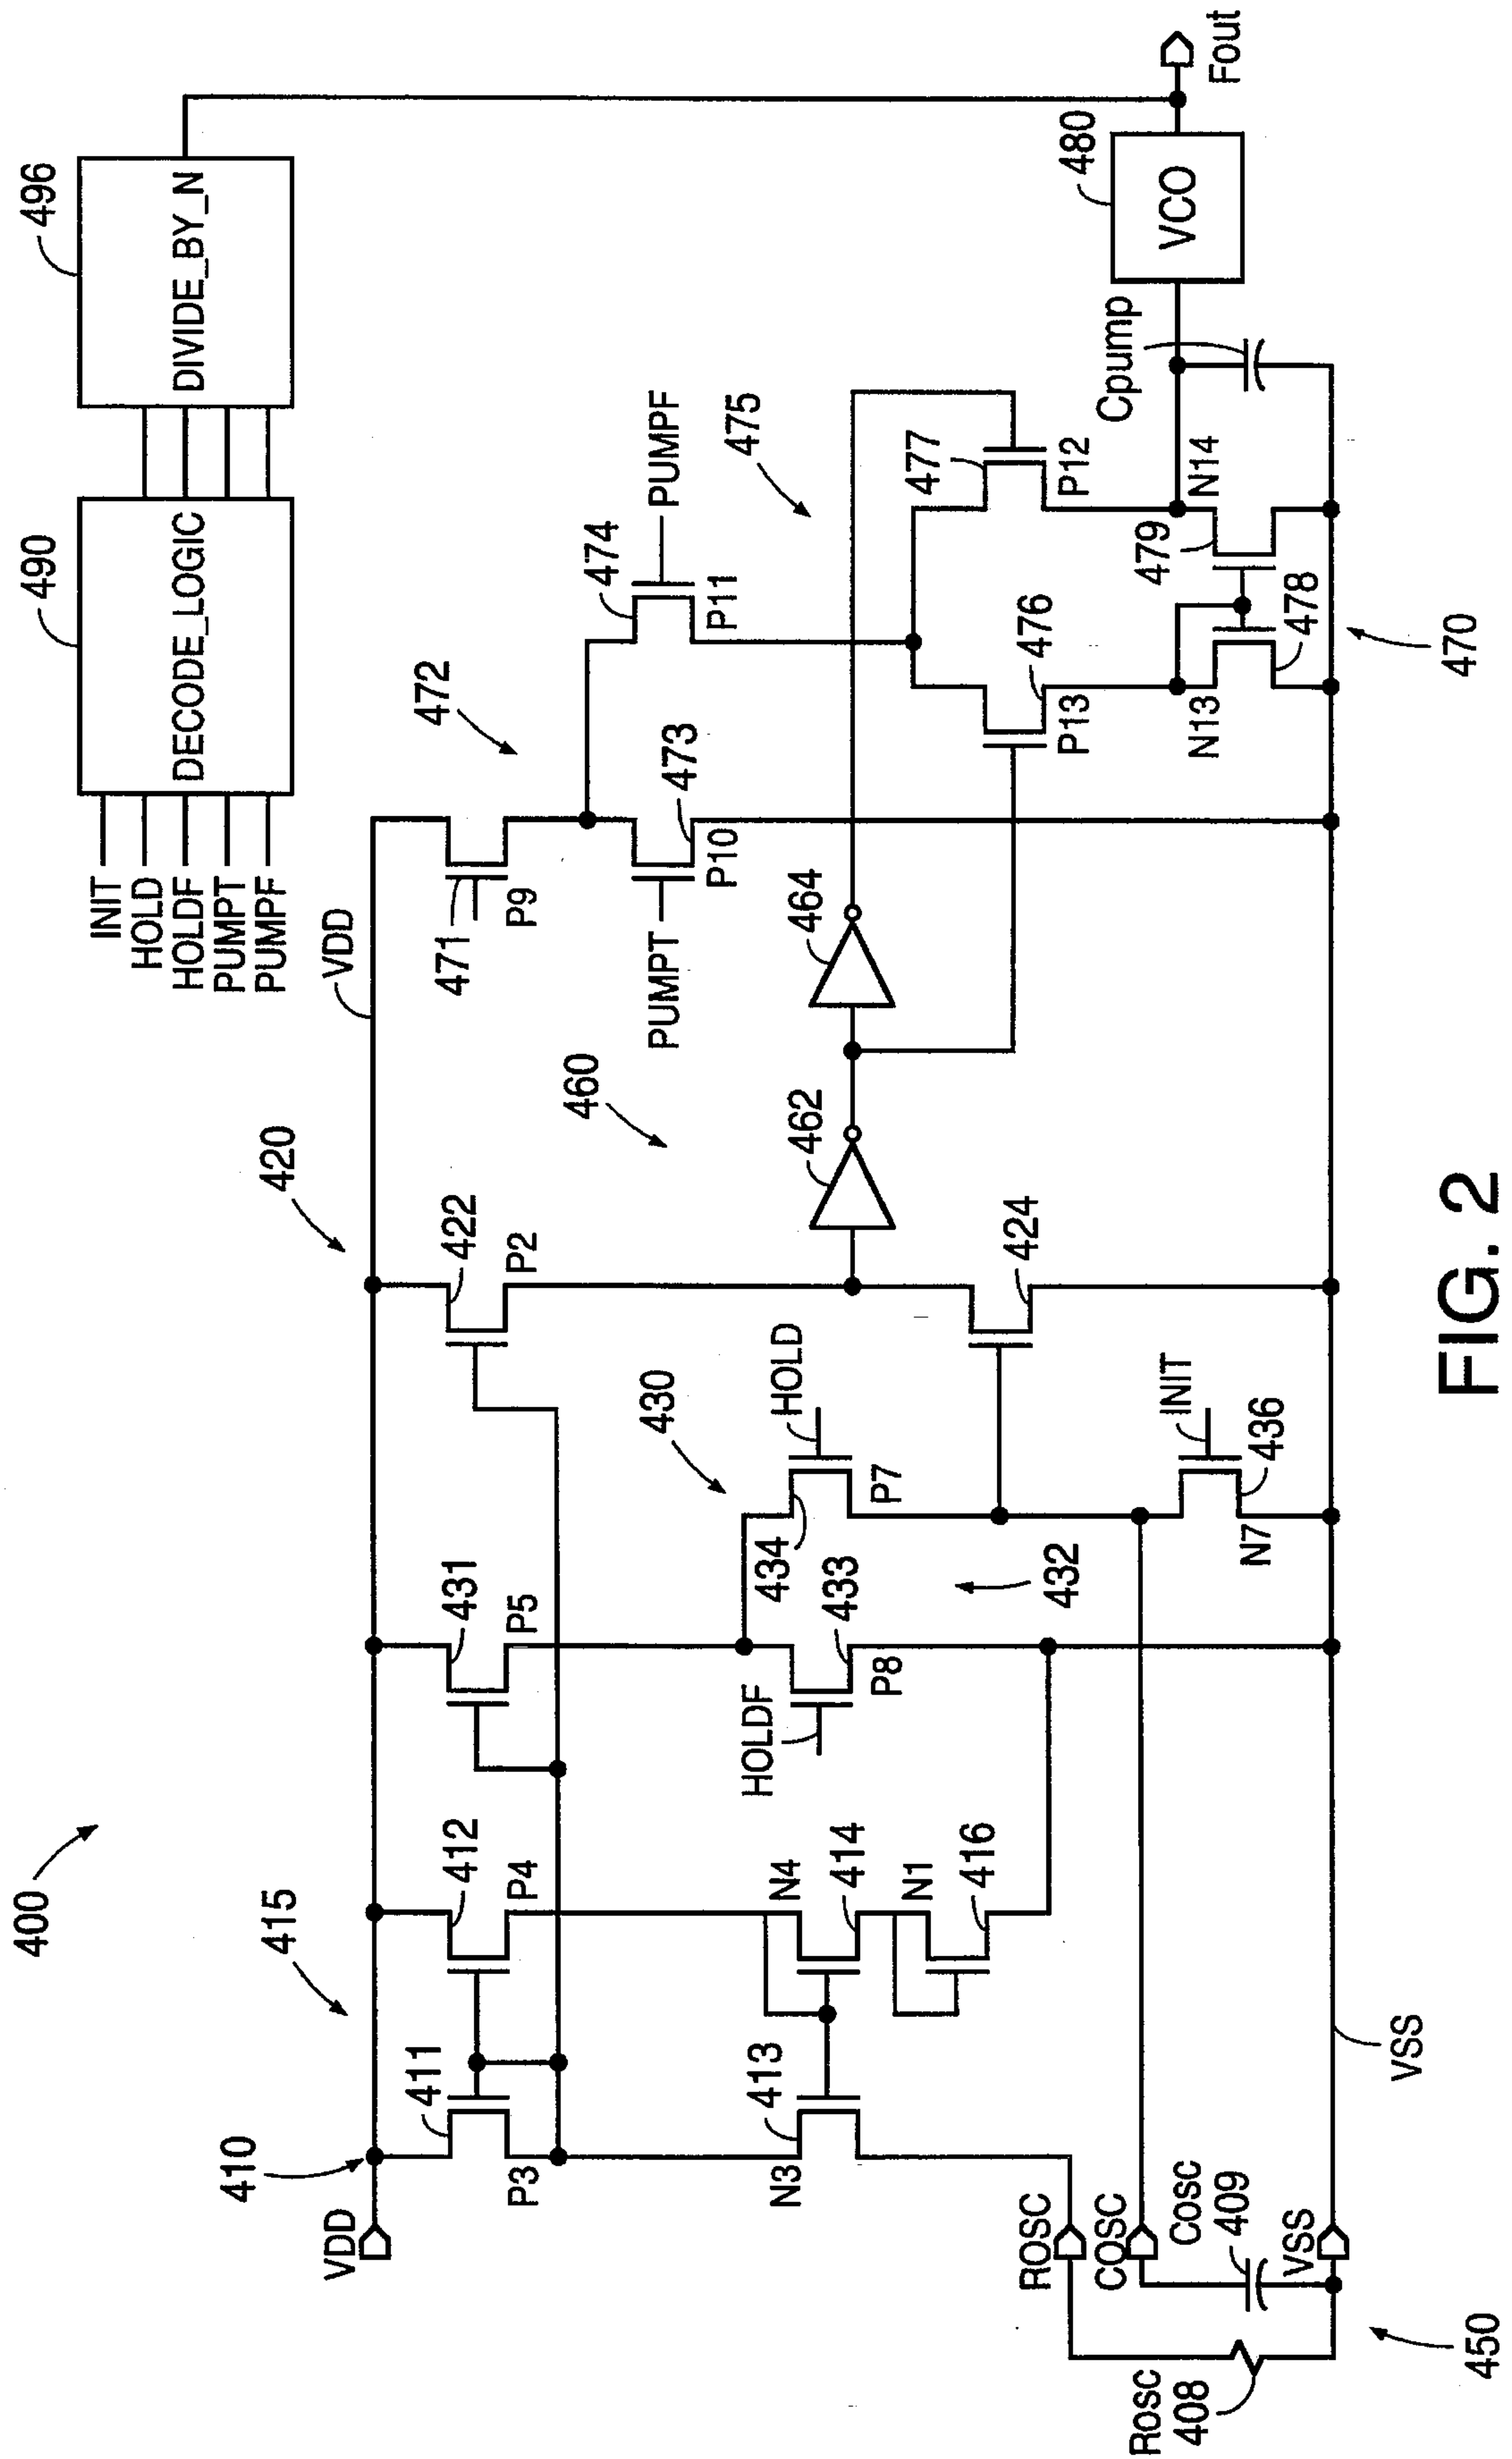 400
490
496
INIT
HOLD
HOLDF
PUMPT
PUMPF
DECODE_LOGIC
DIVIDE_BY_N
410
415
420
VDD
VDD
411
P3
412
P4
431
P5
422
P2
471
P9
472
474
PUMPF
P11
PUMPT
473
P10
460
430
HOLD
434
P7
HOLDF
433
P8
432
462
464
475
477
P12
476
P13
N3
413
N4
414
N1
416
424
INIT
436
N7
N13
478
479
N14
Cpump
VCO
480
Fout
470
ROSC
COSC
Cosc
409
VSS
VSS
Rosc
408
450
FIG. 2